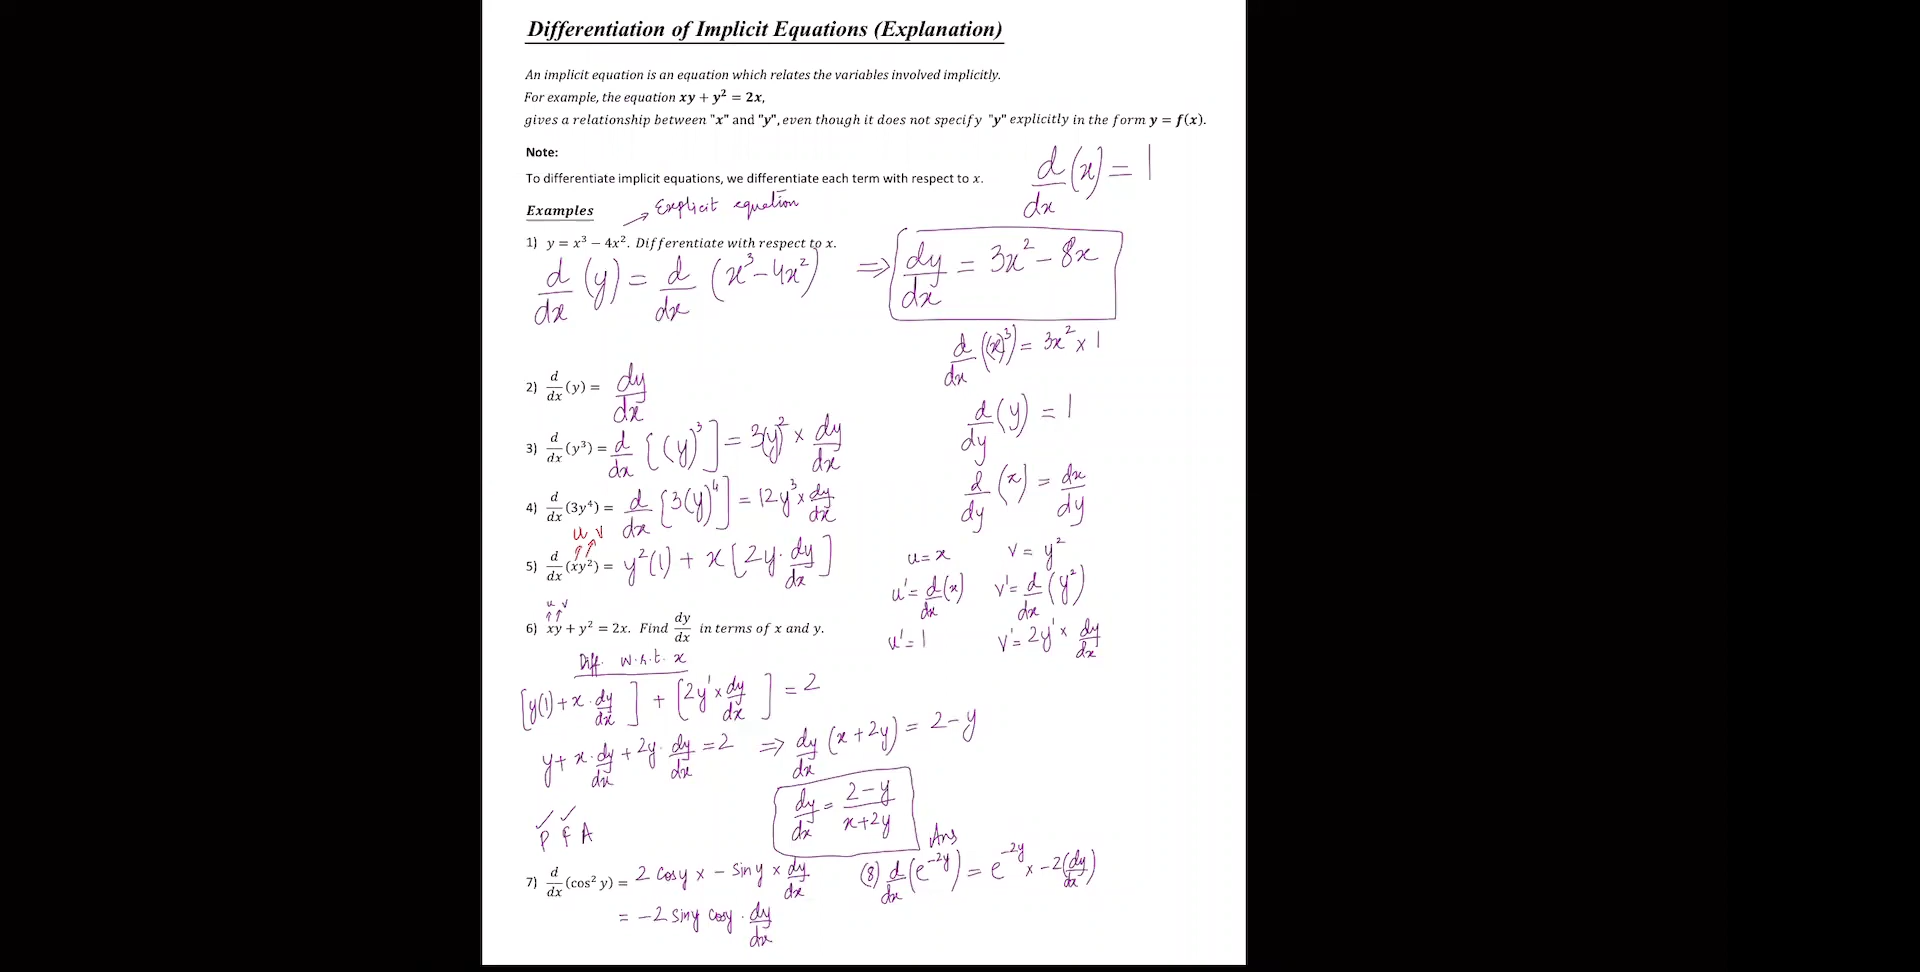 Differentiation of Implicit Equations (Explanation)
An implicit equation is an equation which relates the variables involved implicitly.
For example, the equation xy + y² = 2x,
gives a relationship between "x" and "y", even though it does not specify "y" explicitly in the form y = f(x).
Note:
To differentiate implicit equations, we differentiate each term with respect to x.
d/dx (x) = 1
Examples
→ Explicit equation
1) y = x³ − 4x². Differentiate with respect to x.
d/dx (y) = d/dx (x³ − 4x²) ⇒ dy/dx = 3x² − 8x
d/dx ((x)³) = 3x² × 1
2) d/dx (y) = dy/dx
d/dy (y) = 1
3) d/dx (y³) = d/dx [(y)³] = 3(y)² × dy/dx
d/dy (x) = dx/dy
4) d/dx (3y⁴) = d/dx [3(y)⁴] = 12y³ × dy/dx
u v
5) d/dx (xy²) = y²(1) + x [2y · dy/dx]
u = x v = y²
u' = d/dx (x) v' = d/dx (y²)
u' = 1 v' = 2y¹ × dy/dx
u v
6) xy + y² = 2x. Find dy/dx in terms of x and y.
Diff. w.r.t. x
[y(1) + x · dy/dx] + [2y¹ × dy/dx] = 2
y + x · dy/dx + 2y · dy/dx = 2 ⇒ dy/dx (x + 2y) = 2 − y
dy/dx = 2 − y / x + 2y
Ans
P F A
7) d/dx (cos² y) = 2 cosy × − siny × dy/dx
= −2 siny cosy · dy/dx
(8) d/dx (e⁻²ʸ) = e⁻²ʸ × −2(dy/dx)